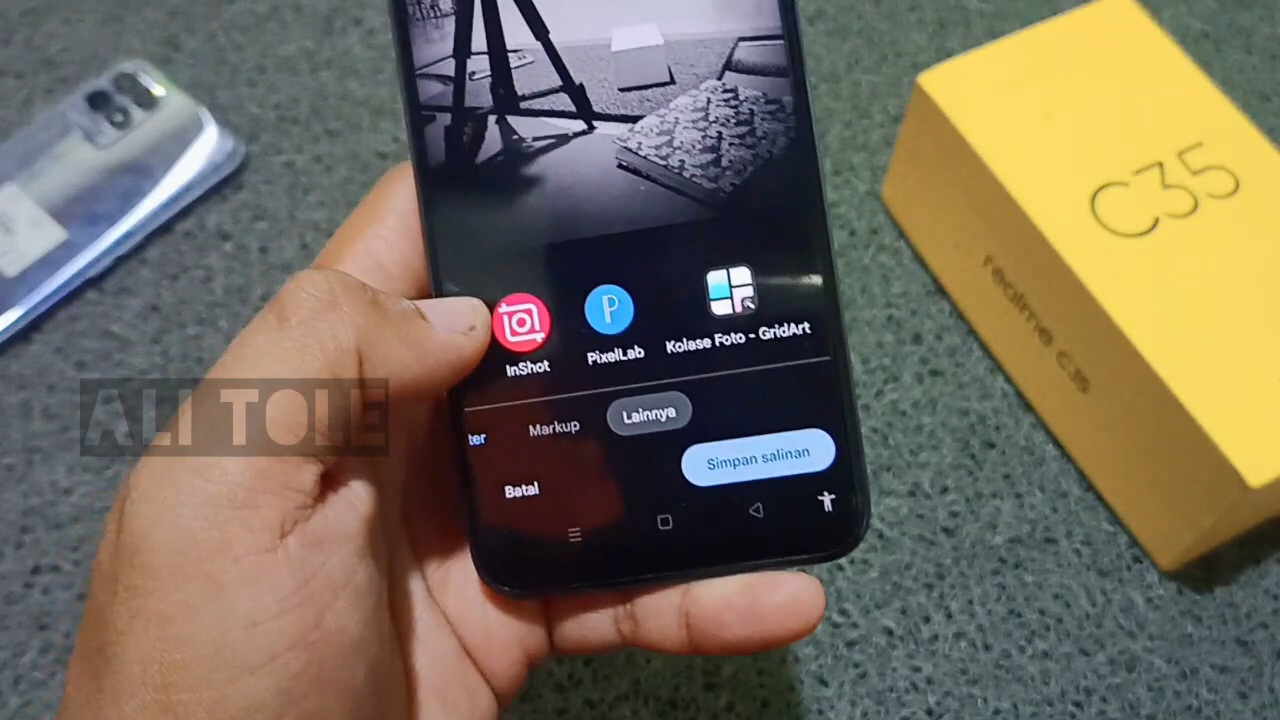 C35
realme C35
InShot
P
PixelLab
Kolase Foto - GridArt
ter
Markup
Lainnya
Batal
Simpan salinan
ALI TOLE